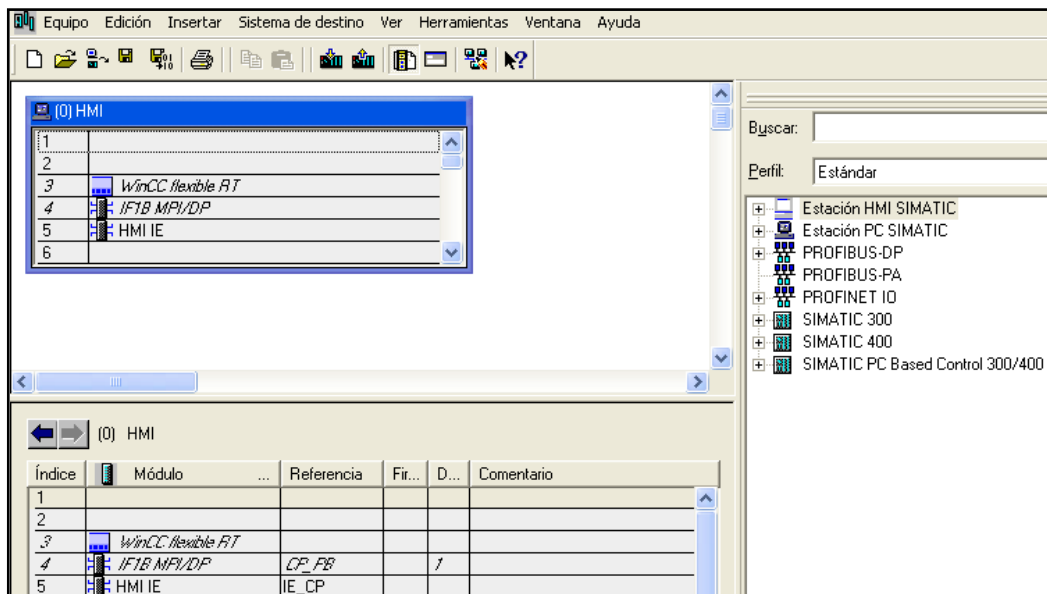 Equipo Edición Insertar Sistema de destino Ver Herramientas Ventana Ayuda
(0) HMI
1
2
3 WinCC flexible RT
4 IF1B MPI/DP
5 HMI IE
6
Buscar:
Perfil: Estándar
Estación HMI SIMATIC
Estación PC SIMATIC
PROFIBUS-DP
PROFIBUS-PA
PROFINET IO
SIMATIC 300
SIMATIC 400
SIMATIC PC Based Control 300/400
(0) HMI
Índice Módulo ... Referencia Fir... D... Comentario
1
2
3 WinCC flexible RT
4 IF1B MPI/DP CP_PB 1
5 HMI IE IE_CP